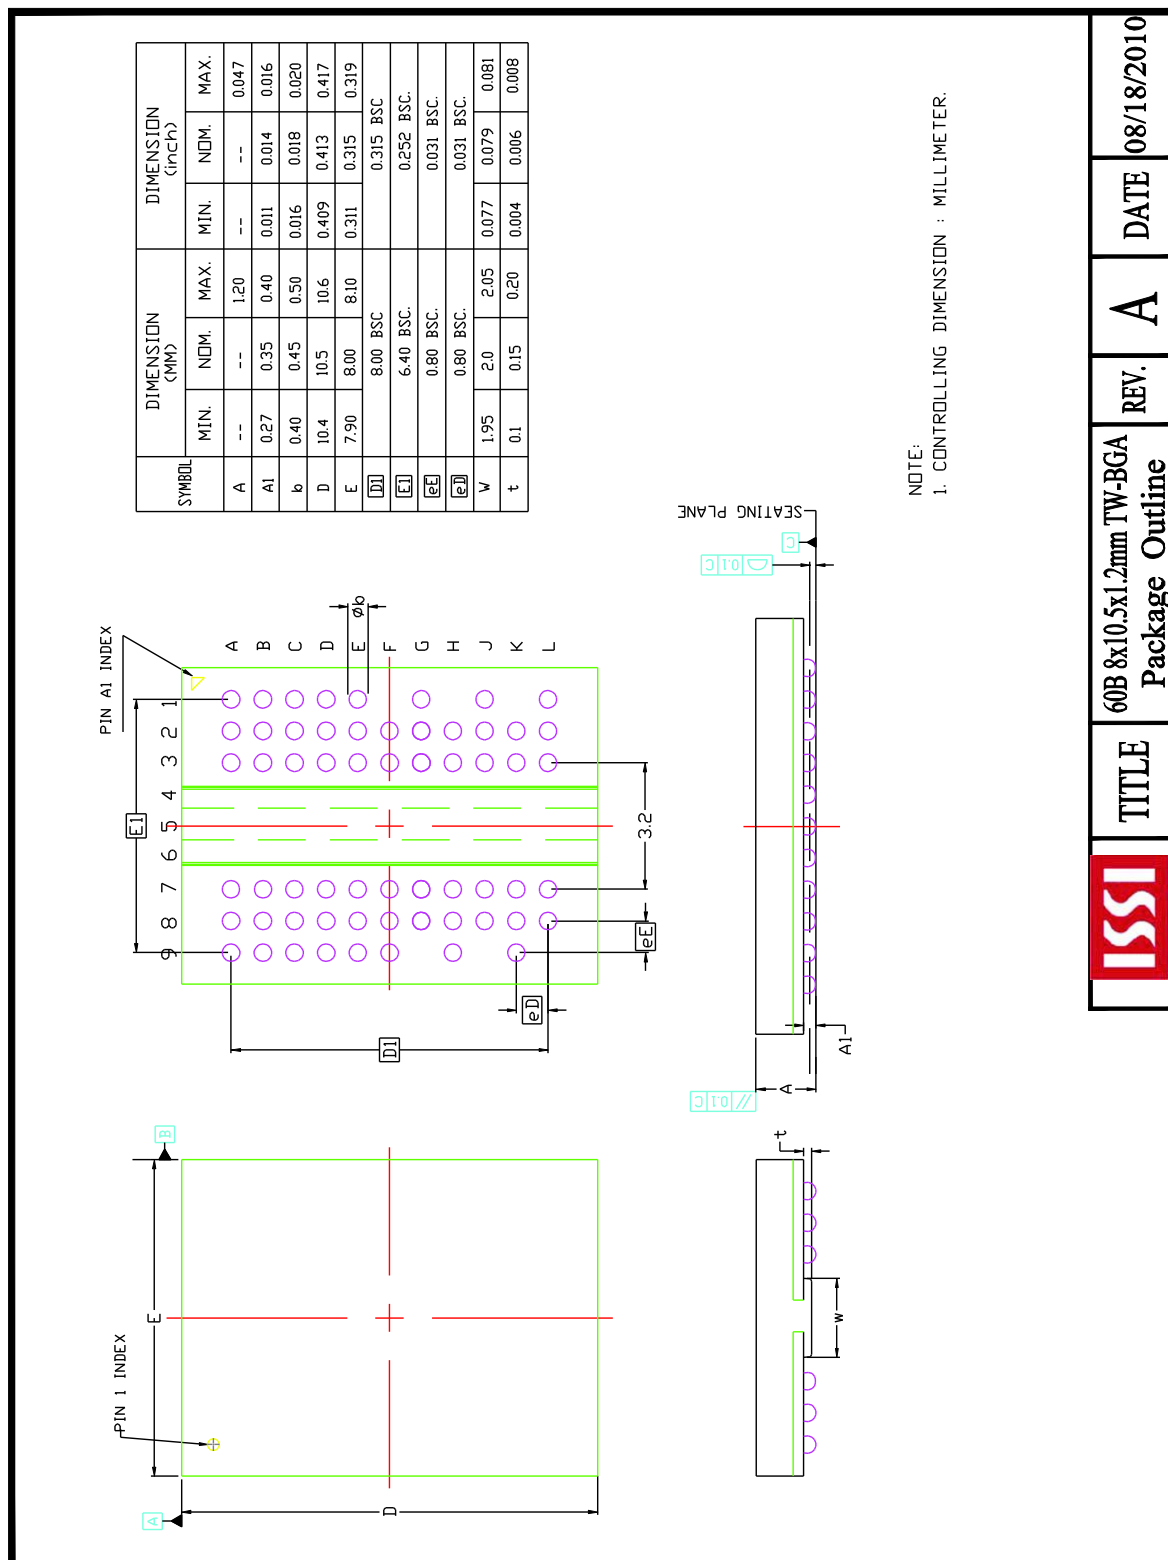 SYMBOL
DIMENSION
(MM)
DIMENSION
(inch)
MIN. NOM. MAX. MIN. NOM. MAX.
A -- -- 1.20 -- -- 0.047
A1 0.27 0.35 0.40 0.011 0.014 0.016
b 0.40 0.45 0.50 0.016 0.018 0.020
D 10.4 10.5 10.6 0.409 0.413 0.417
E 7.90 8.00 8.10 0.311 0.315 0.319
D1 8.00 BSC 0.315 BSC
E1 6.40 BSC. 0.252 BSC.
eE 0.80 BSC. 0.031 BSC.
eD 0.80 BSC. 0.031 BSC.
W 1.95 2.0 2.05 0.077 0.079 0.081
t 0.1 0.15 0.20 0.004 0.006 0.008
PIN 1 INDEX
E
B
A
D
PIN A1 INDEX
E1
9 8 7 6 5 4 3 2 1
A
B
C
D
E
F
G
H
J
K
L
Øb
D1
eD
eE
3.2
t
w
// 0.1 C
A
A1
0.1 C
C
SEATING PLANE
NOTE:
1. CONTROLLING DIMENSION : MILLIMETER.
ISSI
TITLE
60B 8x10.5x1.2mm TW-BGA
Package Outline
REV.
A
DATE
08/18/2010